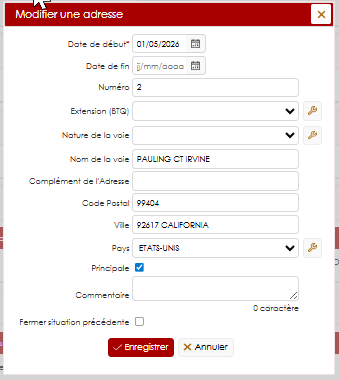 Modifier une adresse
Date de début* 01/05/2026
Date de fin jj/mm/aaaa
Numéro 2
Extension (BTQ)
Nature de la voie
Nom de la voie PAULING CT IRVINE
Complément de l'Adresse
Code Postal 99404
Ville 92617 CALIFORNIA
Pays ETATS-UNIS
Principale
Commentaire
0 caractère
Fermer situation précédente
Enregistrer Annuler